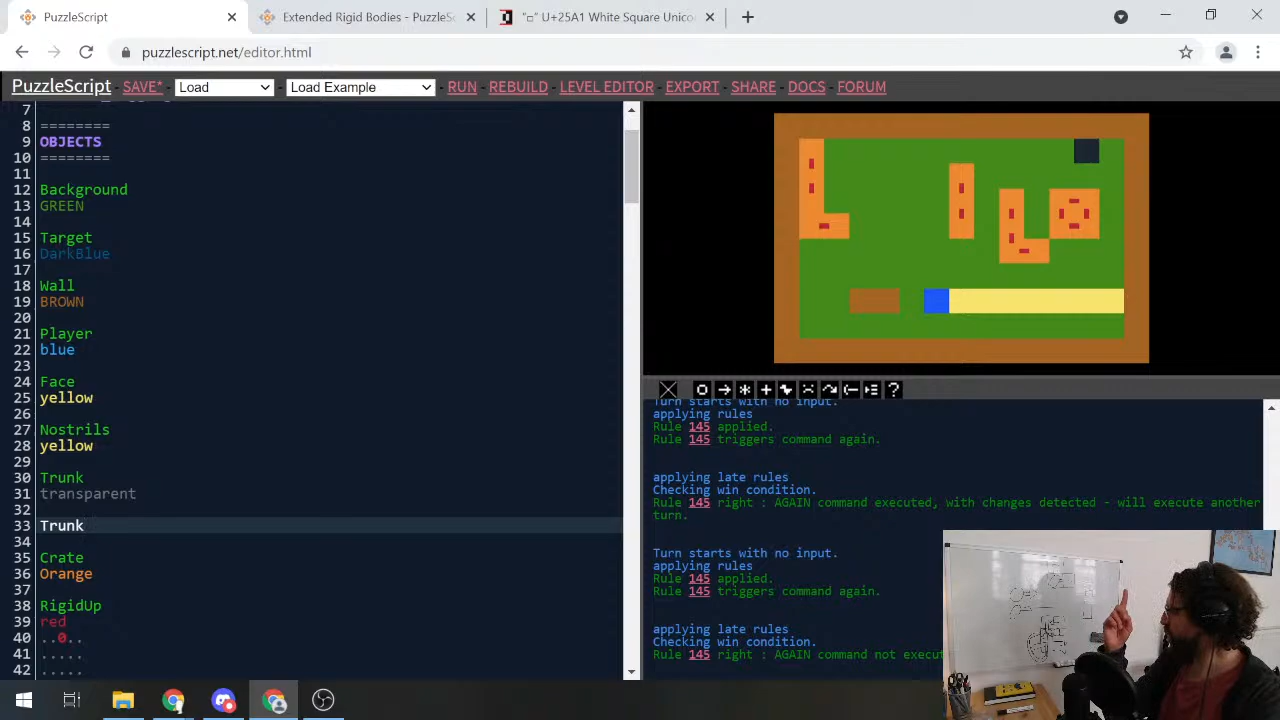 PuzzleScript
Extended Rigid Bodies - PuzzleSc
"□" U+25A1 White Square Unico
puzzlescript.net/editor.html
PuzzleScript SAVE* - Load Load Example - RUN - REBUILD - LEVEL EDITOR - EXPORT - SHARE - DOCS - FORUM
7
8 ========
9 OBJECTS
10 ========
11
12 Background
13 GREEN
14
15 Target
16 DarkBlue
17
18 Wall
19 BROWN
20
21 Player
22 blue
23
24 Face
25 yellow
26
27 Nostrils
28 yellow
29
30 Trunk
31 transparent
32
33 Trunk
34
35 Crate
36 Orange
37
38 RigidUp
39 red
40 ..0..
41 .....
42 .....
Turn starts with no input.
applying rules
Rule 145 applied.
Rule 145 triggers command again.
applying late rules
Checking win condition.
Rule 145 right : AGAIN command executed, with changes detected - will execute another
turn.
Turn starts with no input.
applying rules
Rule 145 applied.
Rule 145 triggers command again.
applying late rules
Checking win condition.
Rule 145 right : AGAIN command not execut